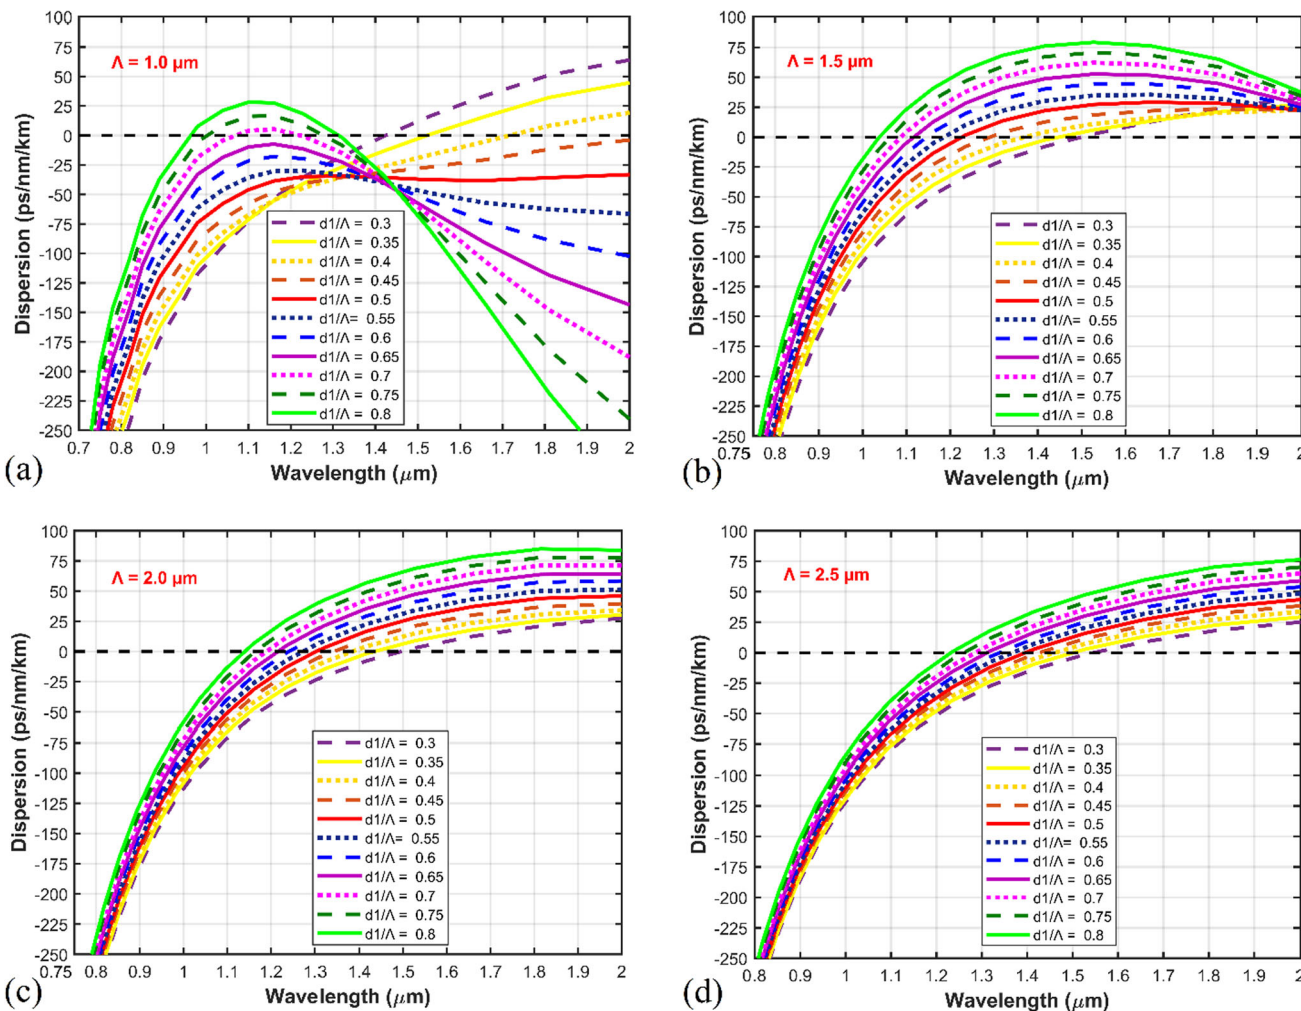 100
75
50
25
0
-25
-50
-75
-100
-125
-150
-175
-200
-225
-250
Dispersion (ps/nm/km)
Λ = 1.0 µm
d1/Λ = 0.3
d1/Λ = 0.35
d1/Λ = 0.4
d1/Λ = 0.45
d1/Λ = 0.5
d1/Λ= 0.55
d1/Λ = 0.6
d1/Λ = 0.65
d1/Λ = 0.7
d1/Λ = 0.75
d1/Λ = 0.8
0.7 0.8 0.9 1 1.1 1.2 1.3 1.4 1.5 1.6 1.7 1.8 1.9 2
Wavelength (μm)
(a)
100
75
50
25
0
-25
-50
-75
-100
-125
-150
-175
-200
-225
-250
Dispersion (ps/nm/km)
Λ = 1.5 µm
d1/Λ = 0.3
d1/Λ = 0.35
d1/Λ = 0.4
d1/Λ = 0.45
d1/Λ = 0.5
d1/Λ= 0.55
d1/Λ = 0.6
d1/Λ = 0.65
d1/Λ = 0.7
d1/Λ = 0.75
d1/Λ = 0.8
0.75 0.8 0.9 1 1.1 1.2 1.3 1.4 1.5 1.6 1.7 1.8 1.9 2
Wavelength (μm)
(b)
100
75
50
25
0
-25
-50
-75
-100
-125
-150
-175
-200
-225
-250
Dispersion (ps/nm/km)
Λ = 2.0 µm
d1/Λ = 0.3
d1/Λ = 0.35
d1/Λ = 0.4
d1/Λ = 0.45
d1/Λ = 0.5
d1/Λ= 0.55
d1/Λ = 0.6
d1/Λ = 0.65
d1/Λ = 0.7
d1/Λ = 0.75
d1/Λ = 0.8
0.75 0.8 0.9 1 1.1 1.2 1.3 1.4 1.5 1.6 1.7 1.8 1.9 2
Wavelength (μm)
(c)
100
75
50
25
0
-25
-50
-75
-100
-125
-150
-175
-200
-225
-250
Dispersion (ps/nm/km)
Λ = 2.5 µm
d1/Λ = 0.3
d1/Λ = 0.35
d1/Λ = 0.4
d1/Λ = 0.45
d1/Λ = 0.5
d1/Λ= 0.55
d1/Λ = 0.6
d1/Λ = 0.65
d1/Λ = 0.7
d1/Λ = 0.75
d1/Λ = 0.8
0.8 0.9 1 1.1 1.2 1.3 1.4 1.5 1.6 1.7 1.8 1.9 2
Wavelength (μm)
(d)